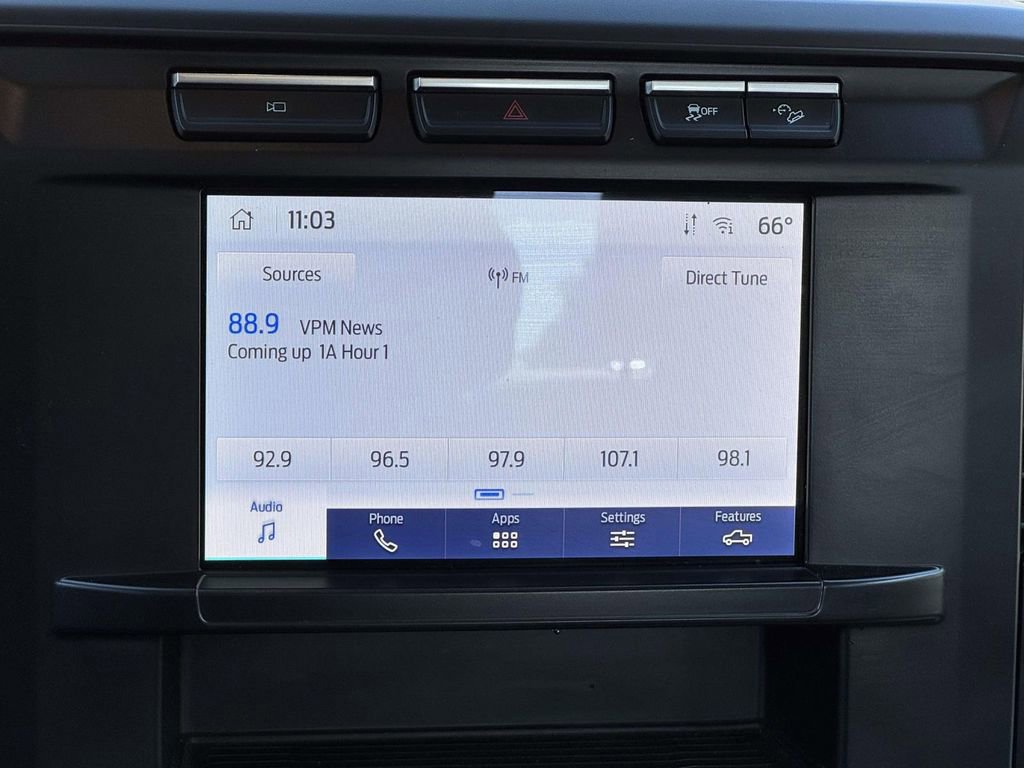 OFF
11:03
66°
Sources
FM
Direct Tune
88.9 VPM News
Coming up 1A Hour 1
92.9 96.5 97.9 107.1 98.1
Audio Phone Apps Settings Features